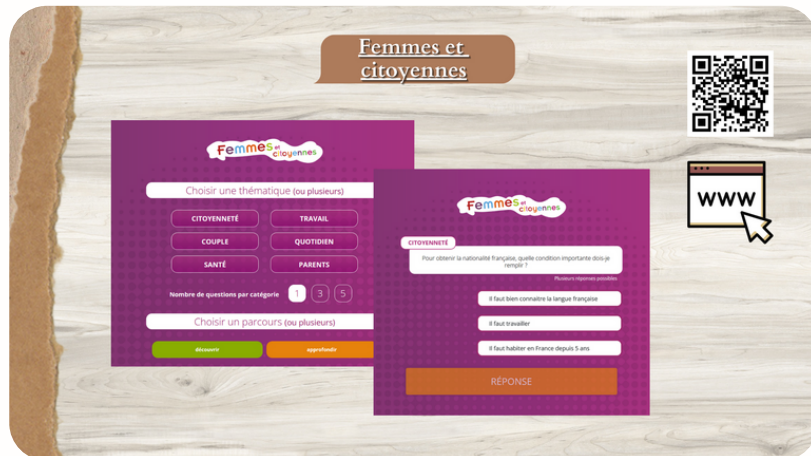 Femmes et
citoyennes
Femmes et
citoyennes
Choisir une thématique (ou plusieurs)
CITOYENNETÉ
TRAVAIL
COUPLE
QUOTIDIEN
SANTÉ
PARENTS
Nombre de questions par catégorie 1 3 5
Choisir un parcours (ou plusieurs)
découvrir
approfondir
Femmes et
citoyennes
CITOYENNETÉ
Pour obtenir la nationalité française, quelle condition importante dois-je
remplir ?
Plusieurs réponses possibles
Il faut bien connaitre la langue française
Il faut travailler
Il faut habiter en France depuis 5 ans
RÉPONSE
WWW